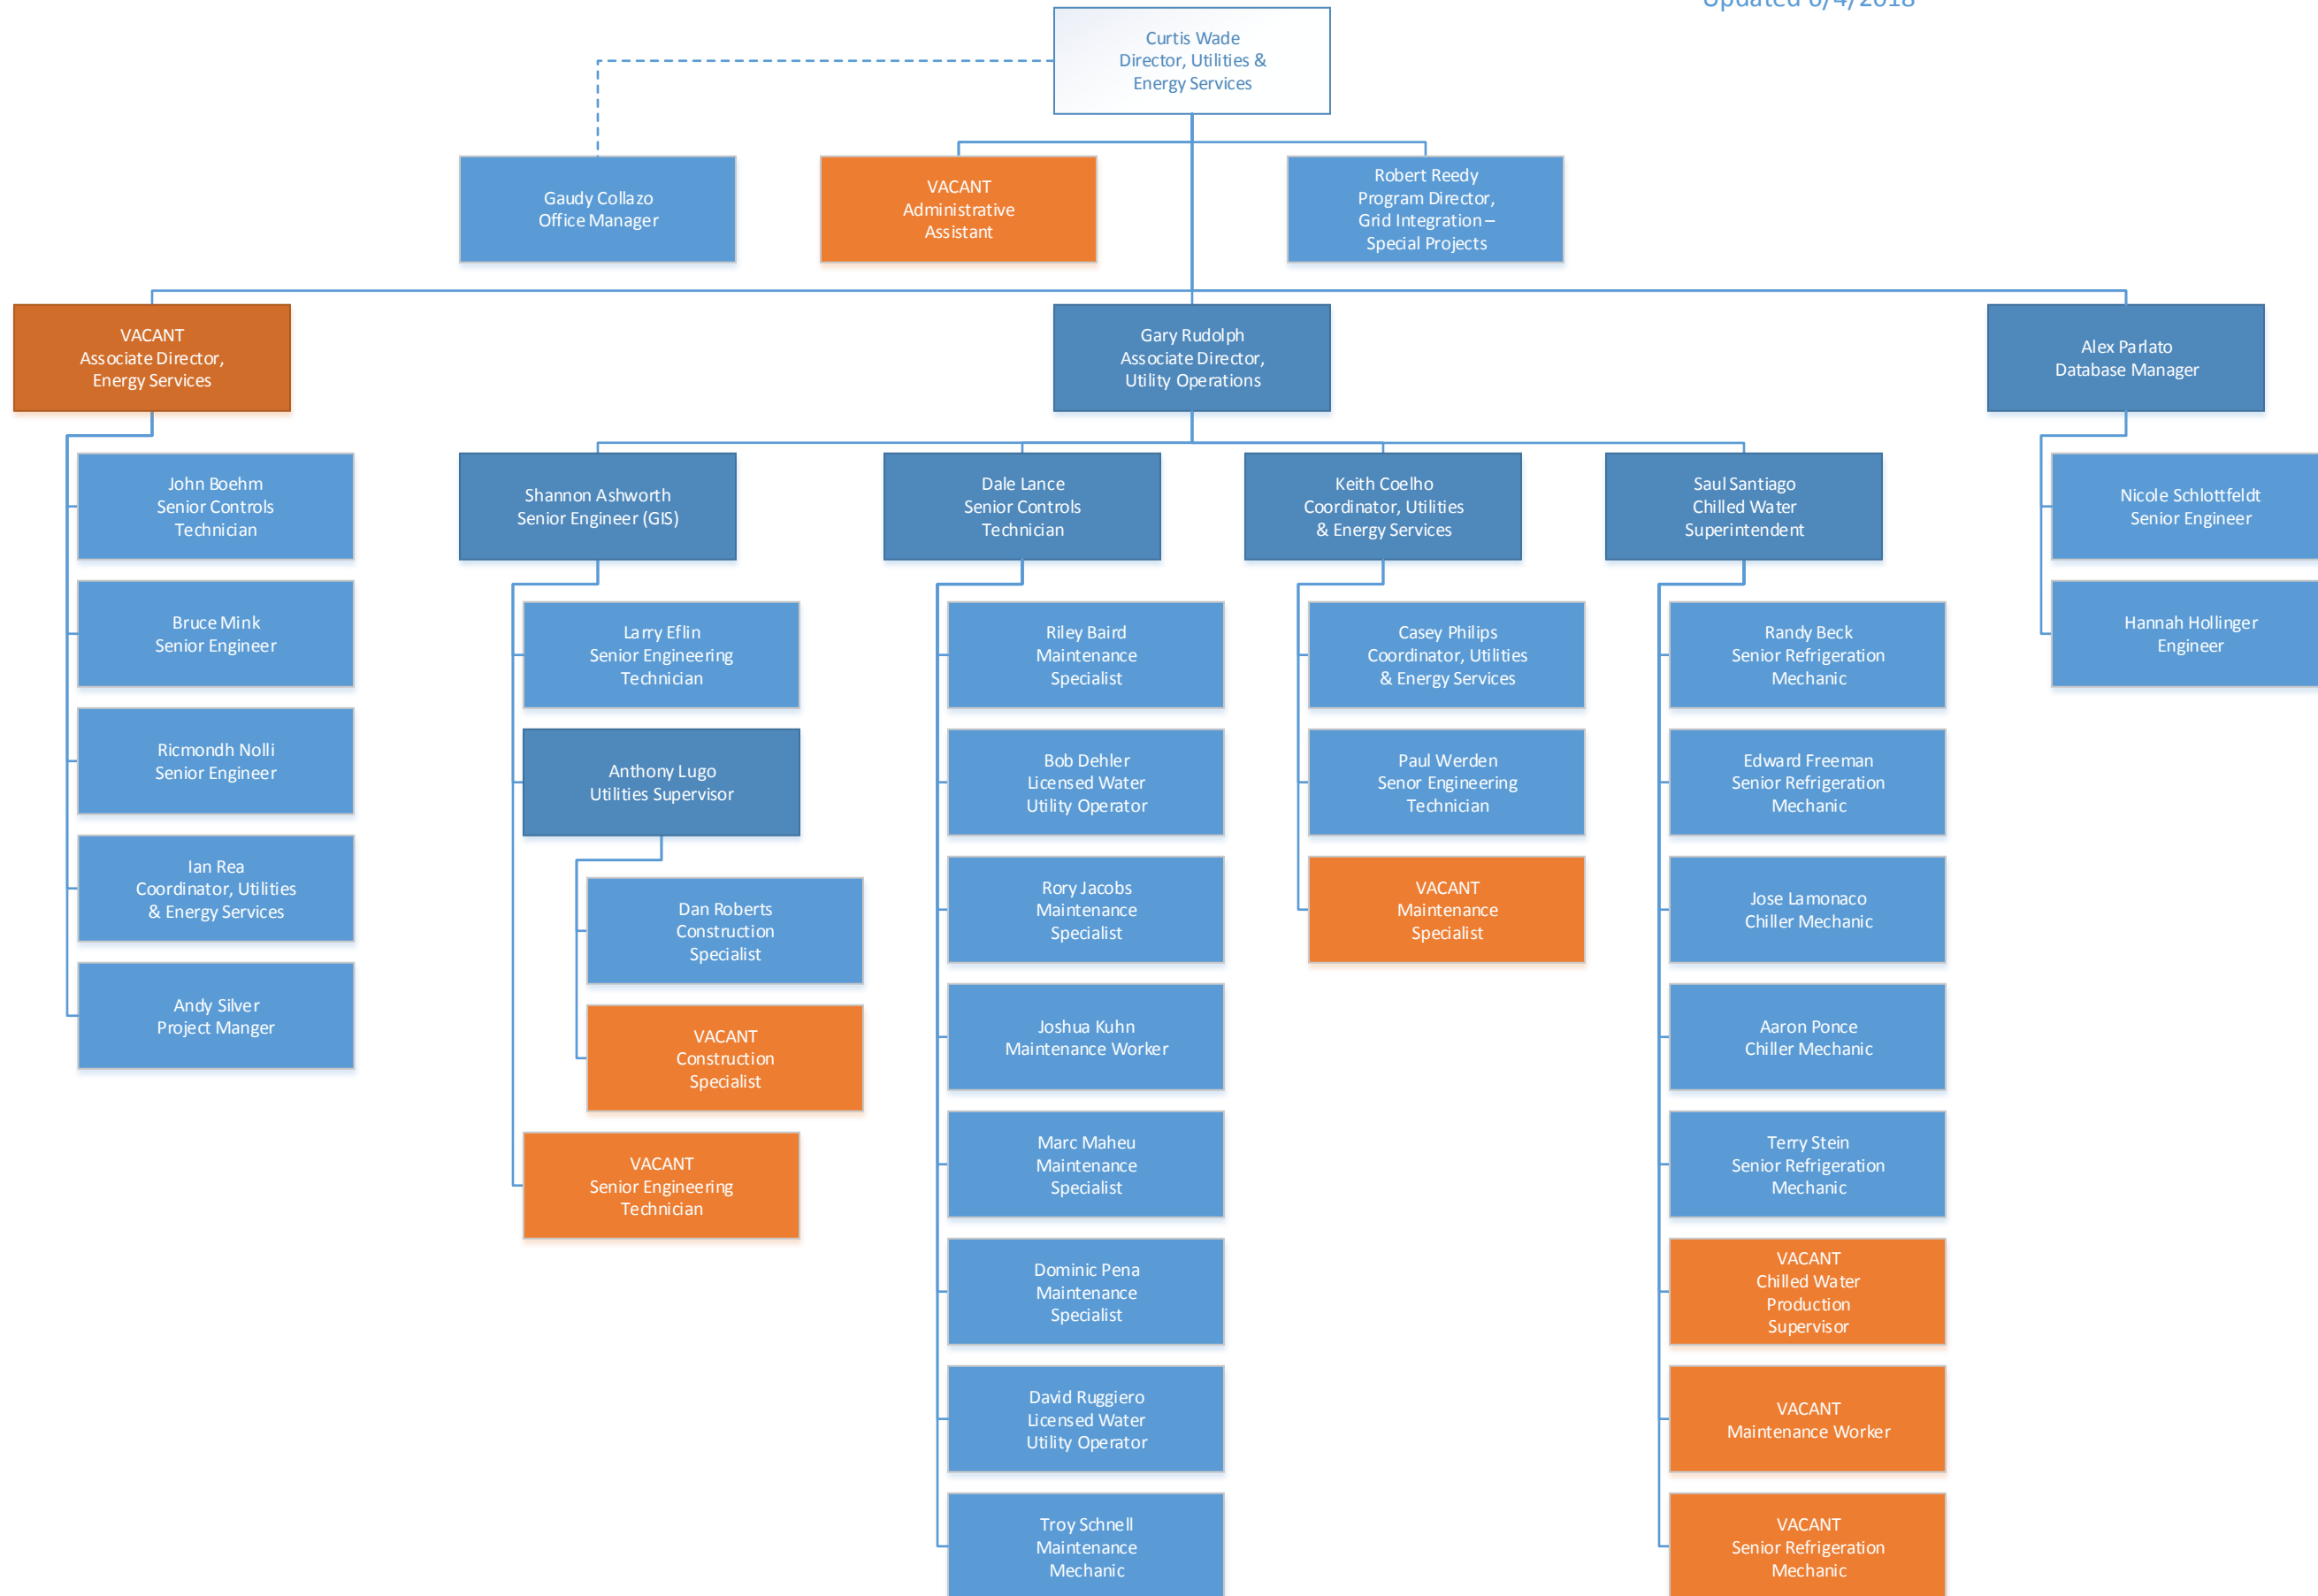 Updated 6/4/2018
Curtis Wade
Director, Utilities &
Energy Services
Gaudy Collazo
Office Manager
VACANT
Administrative
Assistant
Robert Reedy
Program Director,
Grid Integration –
Special Projects
VACANT
Associate Director,
Energy Services
Gary Rudolph
Associate Director,
Utility Operations
Alex Parlato
Database Manager
John Boehm
Senior Controls
Technician
Bruce Mink
Senior Engineer
Ricmondh Nolli
Senior Engineer
Ian Rea
Coordinator, Utilities
& Energy Services
Andy Silver
Project Manger
Shannon Ashworth
Senior Engineer (GIS)
Larry Eflin
Senior Engineering
Technician
Anthony Lugo
Utilities Supervisor
Dan Roberts
Construction
Specialist
VACANT
Construction
Specialist
VACANT
Senior Engineering
Technician
Dale Lance
Senior Controls
Technician
Riley Baird
Maintenance
Specialist
Bob Dehler
Licensed Water
Utility Operator
Rory Jacobs
Maintenance
Specialist
Joshua Kuhn
Maintenance Worker
Marc Maheu
Maintenance
Specialist
Dominic Pena
Maintenance
Specialist
David Ruggiero
Licensed Water
Utility Operator
Troy Schnell
Maintenance
Mechanic
Keith Coelho
Coordinator, Utilities
& Energy Services
Casey Philips
Coordinator, Utilities
& Energy Services
Paul Werden
Senor Engineering
Technician
VACANT
Maintenance
Specialist
Saul Santiago
Chilled Water
Superintendent
Randy Beck
Senior Refrigeration
Mechanic
Edward Freeman
Senior Refrigeration
Mechanic
Jose Lamonaco
Chiller Mechanic
Aaron Ponce
Chiller Mechanic
Terry Stein
Senior Refrigeration
Mechanic
VACANT
Chilled Water
Production
Supervisor
VACANT
Maintenance Worker
VACANT
Senior Refrigeration
Mechanic
Nicole Schlottfeldt
Senior Engineer
Hannah Hollinger
Engineer